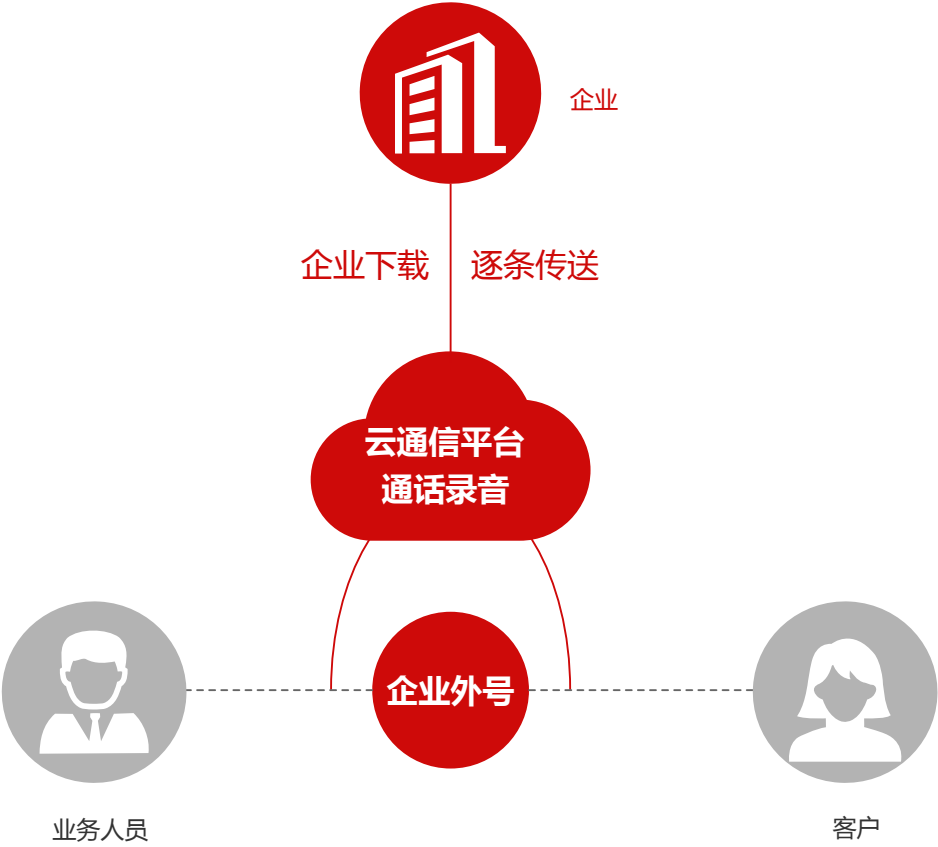 企业
企业下载
逐条传送
云通信平台
通话录音
企业外号
业务人员
客户